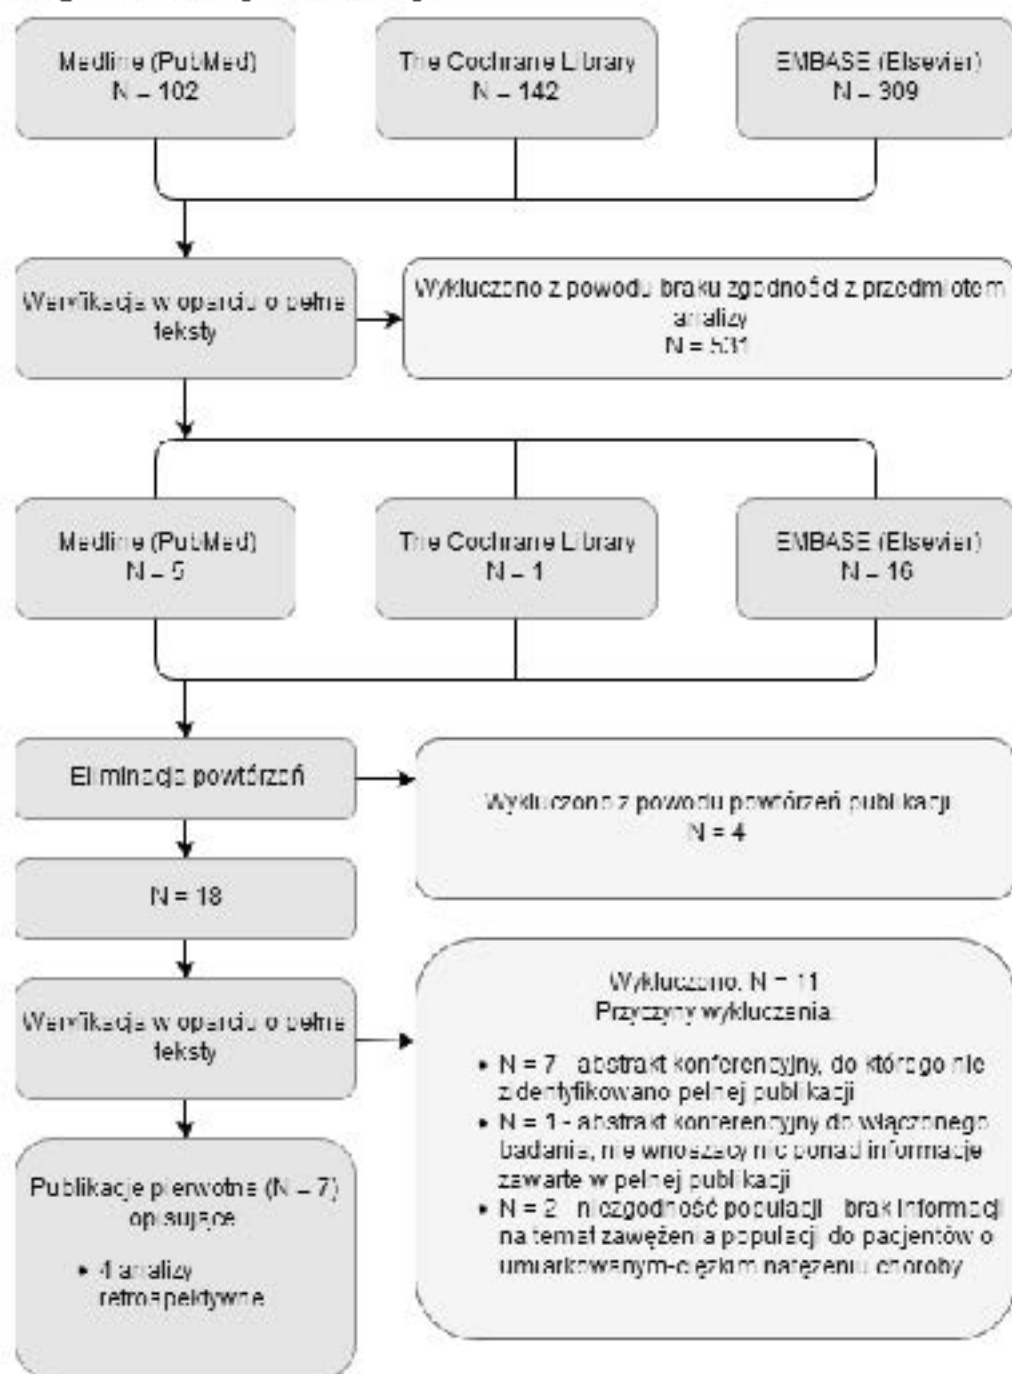 Medline (PubMed)
N = 102
The Cochrane Library
N = 142
EMBASE (Elsevier)
N = 309
Weryfikacja w oparciu o pełne
teksty
Wykluczono z powodu braku zgodności z przedmiotem
analizy
N = 531
Medline (PubMed)
N = 5
The Cochrane Library
N = 1
EMBASE (Elsevier)
N = 16
Eliminacja powtórzeń
Wykluczono z powodu powtórzeń publikacji
N = 4
N = 18
Weryfikacja w oparciu o pełne
teksty
Wykluczono: N = 11
Przyczyny wykluczenia:
• N = 7 - abstrakt konferencyjny, do którego nie
zidentyfikowano pełnej publikacji
• N = 1 - abstrakt konferencyjny do włączonego
badania, nie wnoszący nic ponad informacje
zawarte w pełnej publikacji
• N = 2 - niezgodność populacji - brak informacji
na temat zawężenia populacji do pacjentów o
umiarkowanym-ciężkim natężeniu choroby
Publikacje pierwotne (N = 7)
opisujące
• 4 analizy
retrospektywne